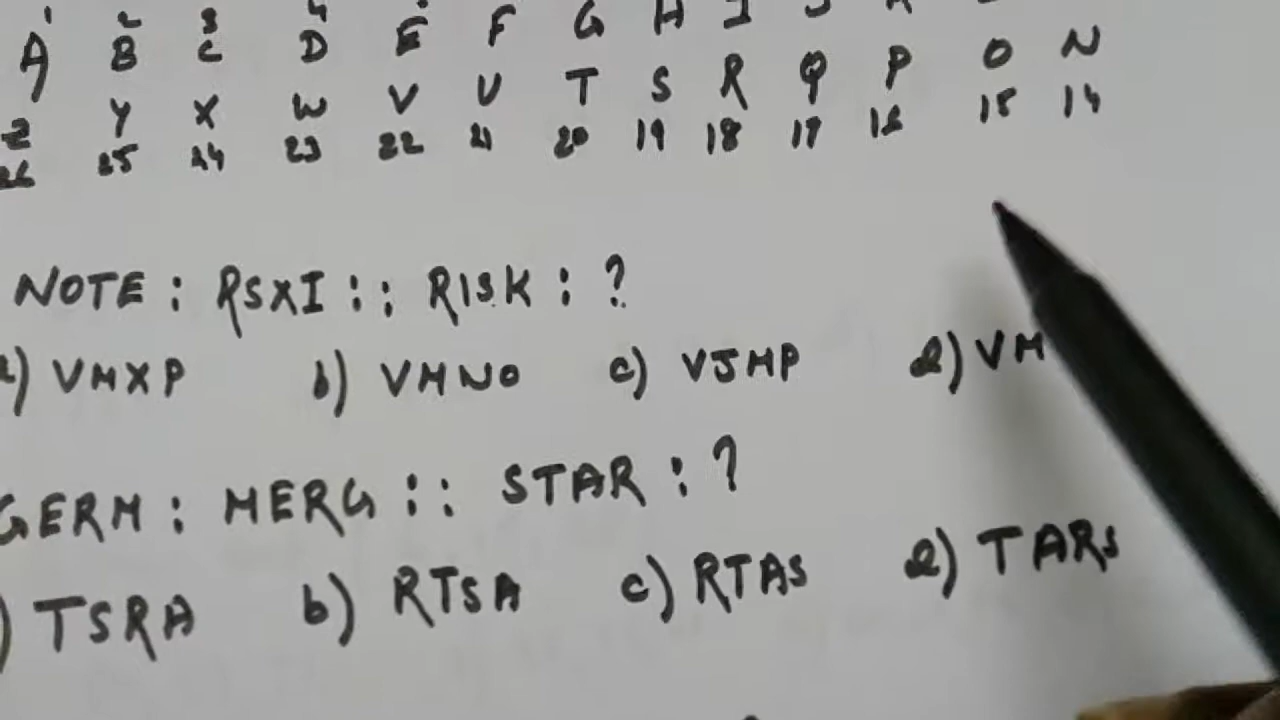 A B C D E F G H I
Z Y X W V U T S R Q P O N
25 24 23 22 21 20 19 18 17 16 15 14
NOTE : RSXI :: RISK : ?
VMXP b) VMNO c) VJMP d) VM
GERM : MERG :: STAR : ?
) TSRA b) RTSA c) RTAS d) TARS